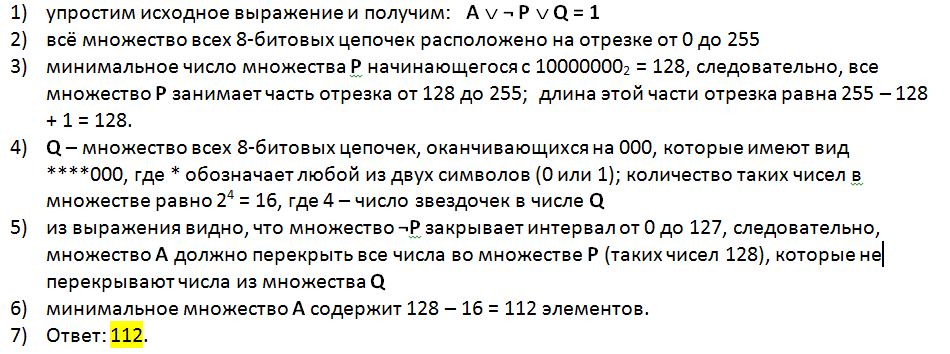 1) упростим исходное выражение и получим: A ∨ ¬ P ∨ Q = 1
2) всё множество всех 8-битовых цепочек расположено на отрезке от 0 до 255
3) минимальное число множества P начинающегося с 10000000₂ = 128, следовательно, все
множество P занимает часть отрезка от 128 до 255; длина этой части отрезка равна 255 – 128
+ 1 = 128.
4) Q – множество всех 8-битовых цепочек, оканчивающихся на 000, которые имеют вид
****000, где * обозначает любой из двух символов (0 или 1); количество таких чисел в
множестве равно 2⁴ = 16, где 4 – число звездочек в числе Q
5) из выражения видно, что множество ¬P закрывает интервал от 0 до 127, следовательно,
множество A должно перекрыть все числа во множестве P (таких чисел 128), которые не
перекрывают числа из множества Q
6) минимальное множество A содержит 128 – 16 = 112 элементов.
7) Ответ: 112.